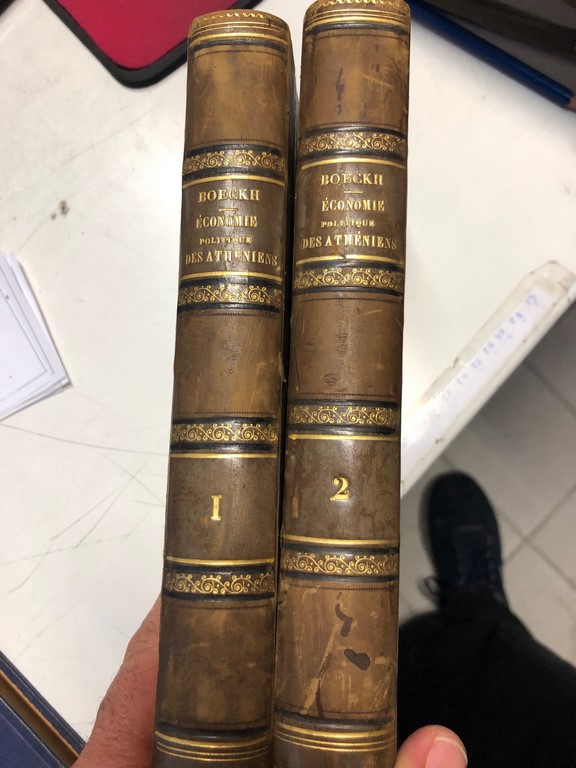 BOECKH
ÉCONOMIE
POLITIQUE
DES ATHÉNIENS
I
BOECKH
ÉCONOMIE
POLITIQUE
DES ATHÉNIENS
2